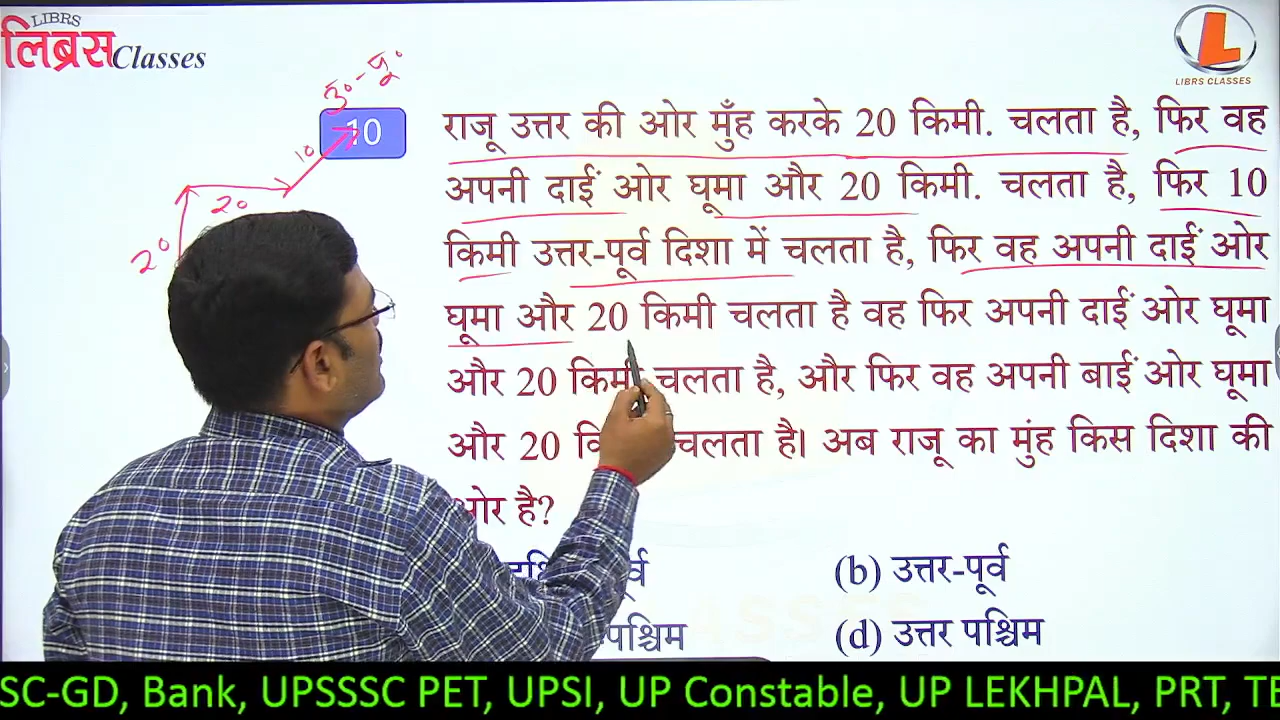 LIBRS
लिब्रस Classes
L
LIBRS CLASSES
उ° - पू°
10
10
20
20
राजू उत्तर की ओर मुँह करके 20 किमी. चलता है, फिर वह
अपनी दाईं ओर घूमा और 20 किमी. चलता है, फिर 10
किमी उत्तर-पूर्व दिशा में चलता है, फिर वह अपनी दाईं ओर
घूमा और 20 किमी चलता है वह फिर अपनी दाईं ओर घूमा
और 20 किमी चलता है, और फिर वह अपनी बाईं ओर घूमा
और 20 चलता है। अब राजू का मुंह किस दिशा की
ओर है?
(b) उत्तर-पूर्व
पश्चिम
(d) उत्तर पश्चिम
SC-GD, Bank, UPSSSC PET, UPSI, UP Constable, UP LEKHPAL, PRT, TE